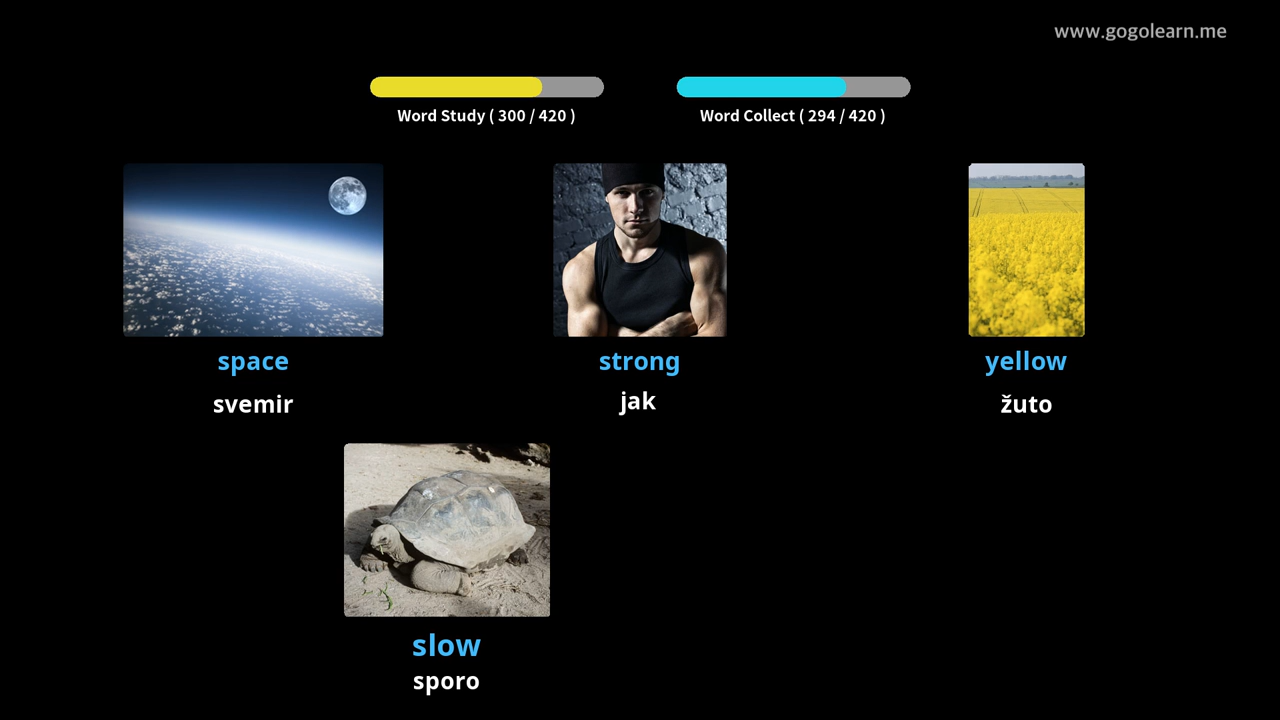 www.gogolearn.me
Word Study ( 300 / 420 )
Word Collect ( 294 / 420 )
space
strong
yellow
svemir
jak
žuto
slow
sporo